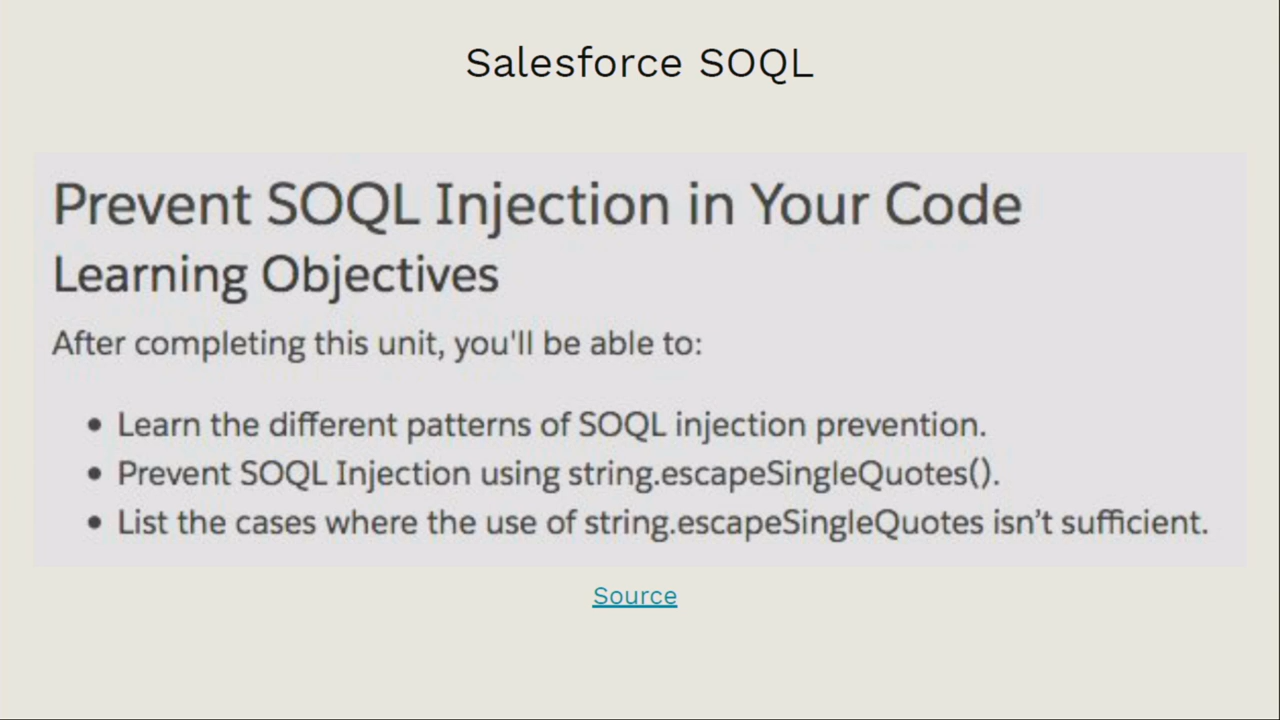 Salesforce SOQL
Prevent SOQL Injection in Your Code
Learning Objectives
After completing this unit, you'll be able to:
• Learn the different patterns of SOQL injection prevention.
• Prevent SOQL Injection using string.escapeSingleQuotes().
• List the cases where the use of string.escapeSingleQuotes isn’t sufficient.
Source